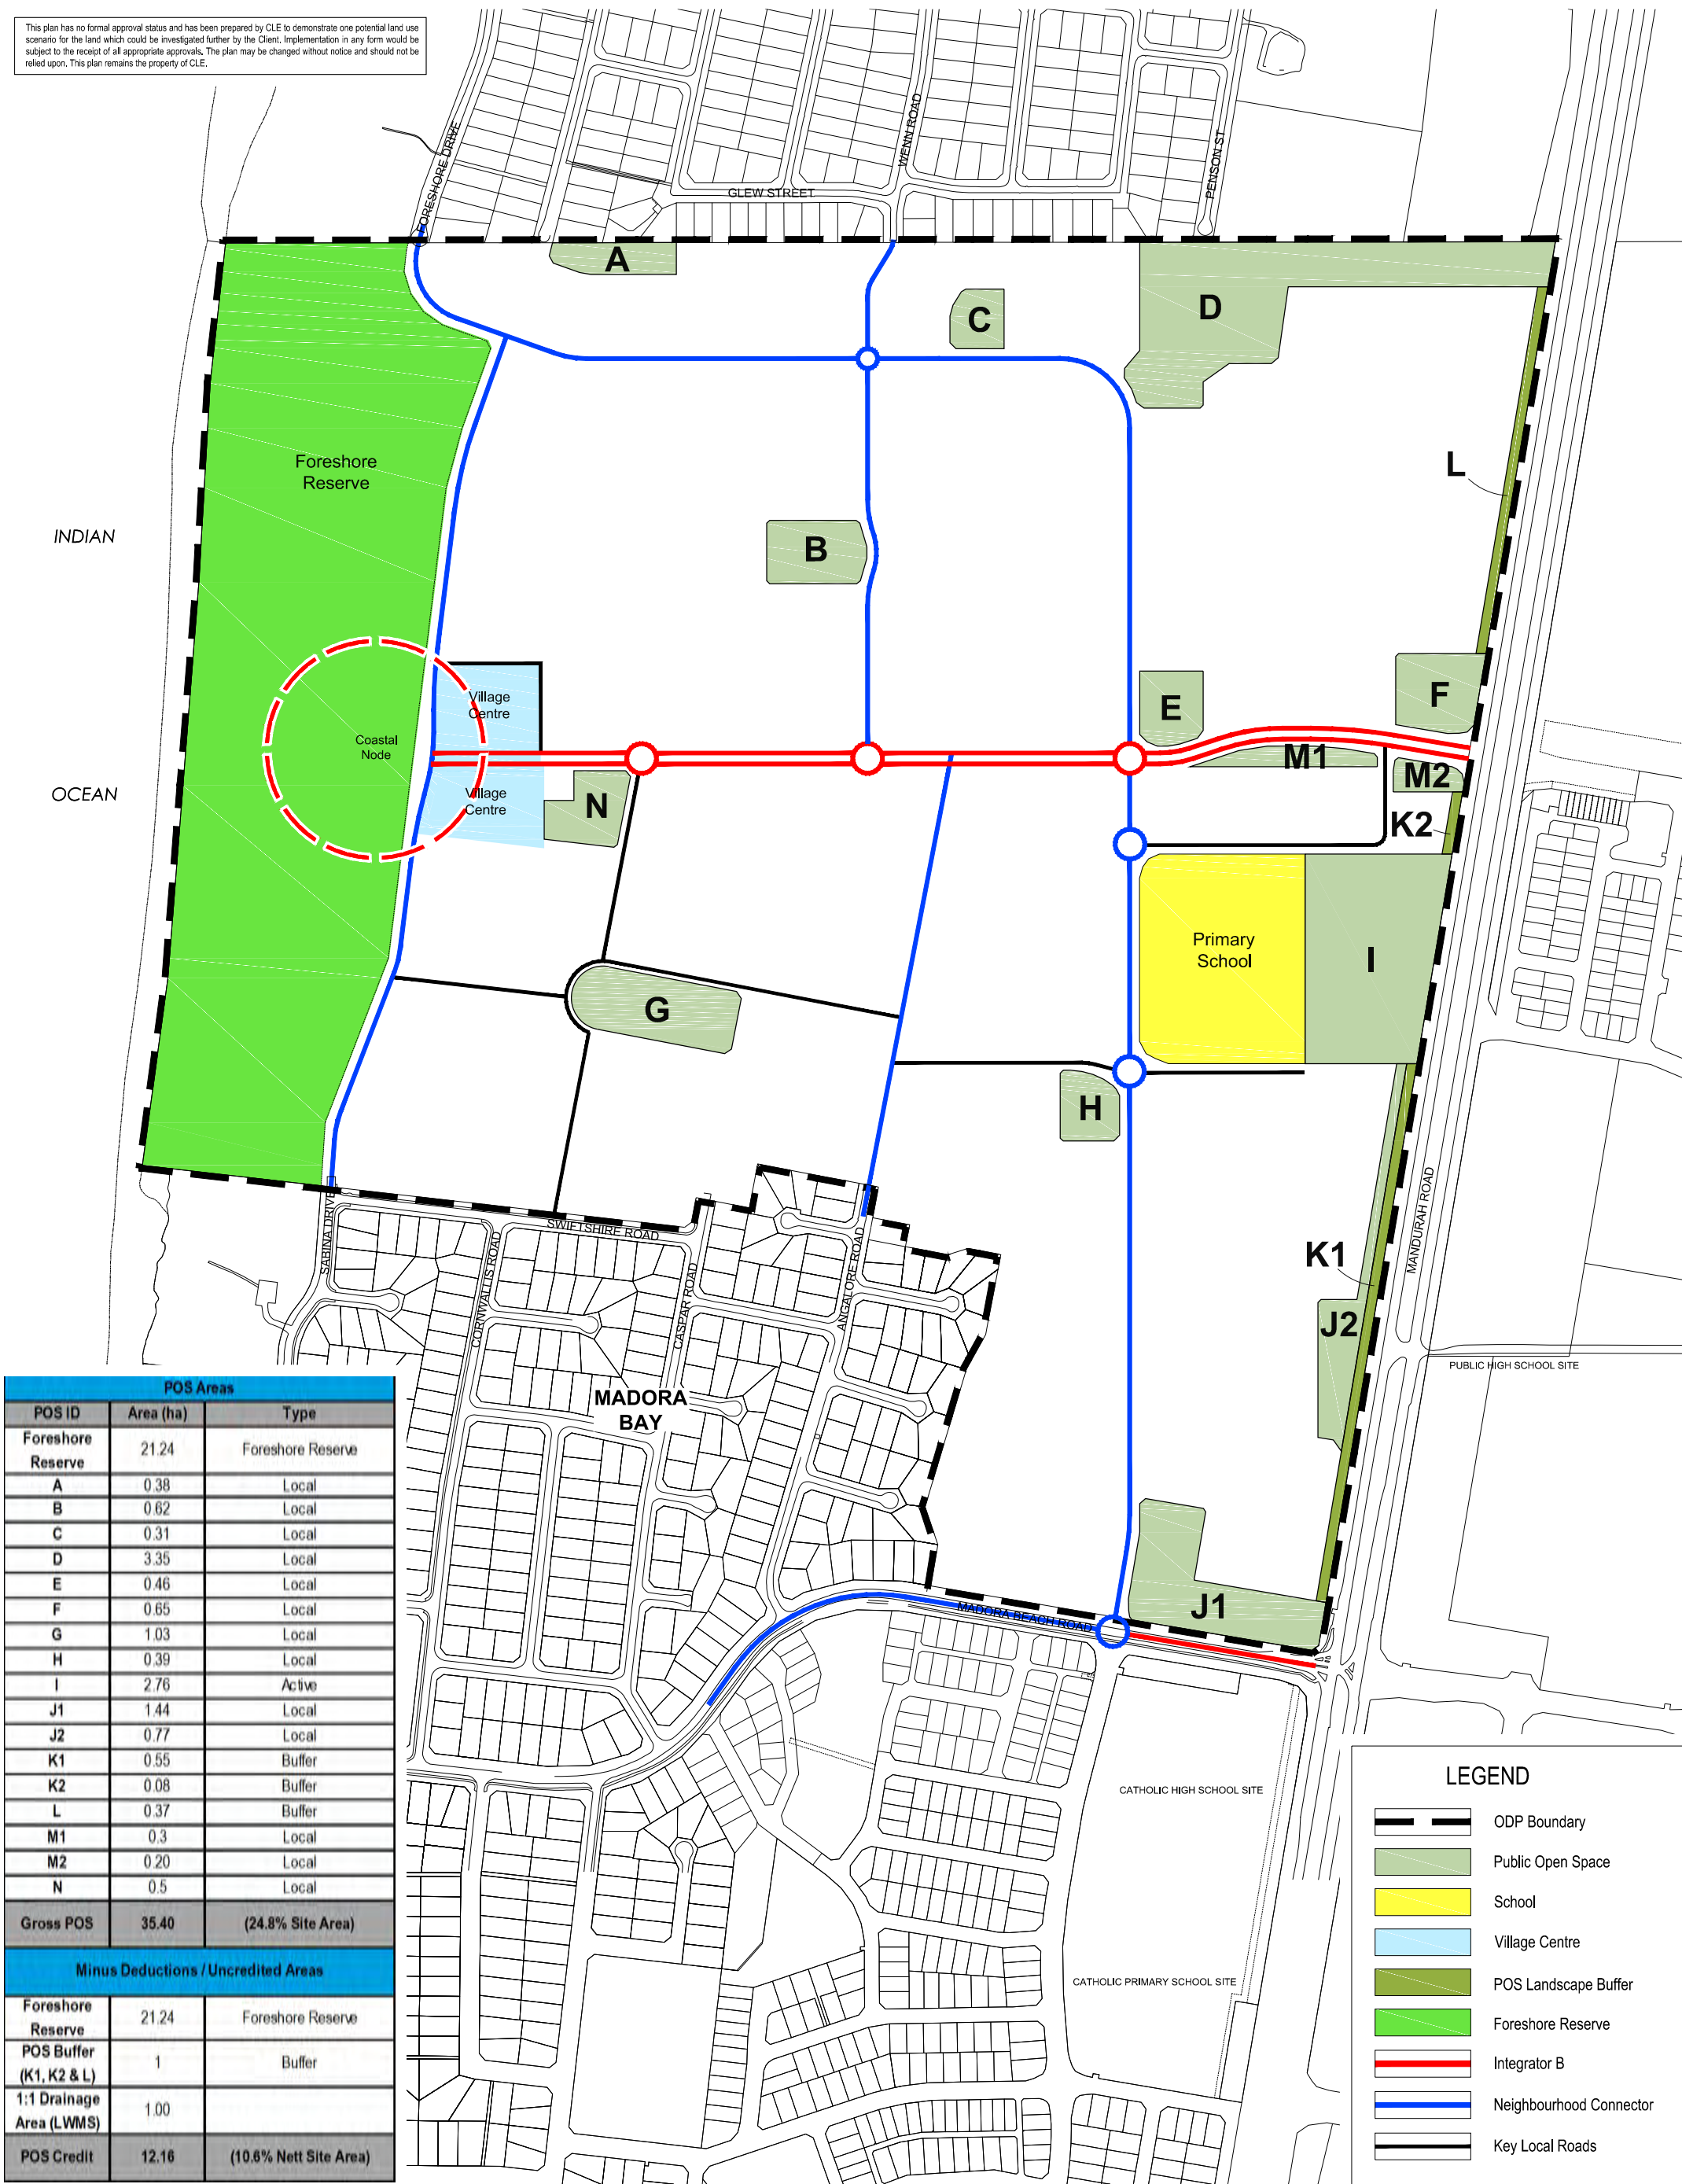 This plan has no formal approval status and has been prepared by CLE to demonstrate one potential land use
scenario for the land which could be investigated further by the Client. Implementation in any form would be
subject to the receipt of all appropriate approvals. The plan may be changed without notice and should not be
relied upon. This plan remains the property of CLE.
FORESHORE DRIVE
WENN ROAD
PENSON ST
GLEW STREET
A
C
D
Foreshore
Reserve
L
INDIAN
B
Village
Centre
E
F
Coastal
Node
M1
M2
OCEAN
Village
Centre
N
K2
Primary
School
I
G
H
MANDURAH ROAD
SABINA DRIVE
SWIFTSHIRE ROAD
CORNWALLIS ROAD
CASPAR ROAD
ANGALORE ROAD
K1
J2
PUBLIC HIGH SCHOOL SITE
MADORA
BAY
J1
MADORA BEACH ROAD
CATHOLIC HIGH SCHOOL SITE
CATHOLIC PRIMARY SCHOOL SITE
POS Areas
POS ID Area (ha) Type
Foreshore
Reserve 21.24 Foreshore Reserve
A 0.38 Local
B 0.62 Local
C 0.31 Local
D 3.35 Local
E 0.46 Local
F 0.65 Local
G 1.03 Local
H 0.39 Local
I 2.76 Active
J1 1.44 Local
J2 0.77 Local
K1 0.55 Buffer
K2 0.08 Buffer
L 0.37 Buffer
M1 0.3 Local
M2 0.20 Local
N 0.5 Local
Gross POS 35.40 (24.8% Site Area)
Minus Deductions / Uncredited Areas
Foreshore
Reserve 21.24 Foreshore Reserve
POS Buffer
(K1, K2 & L) 1 Buffer
1:1 Drainage
Area (LWMS) 1.00
POS Credit 12.16 (10.6% Nett Site Area)
LEGEND
ODP Boundary
Public Open Space
School
Village Centre
POS Landscape Buffer
Foreshore Reserve
Integrator B
Neighbourhood Connector
Key Local Roads